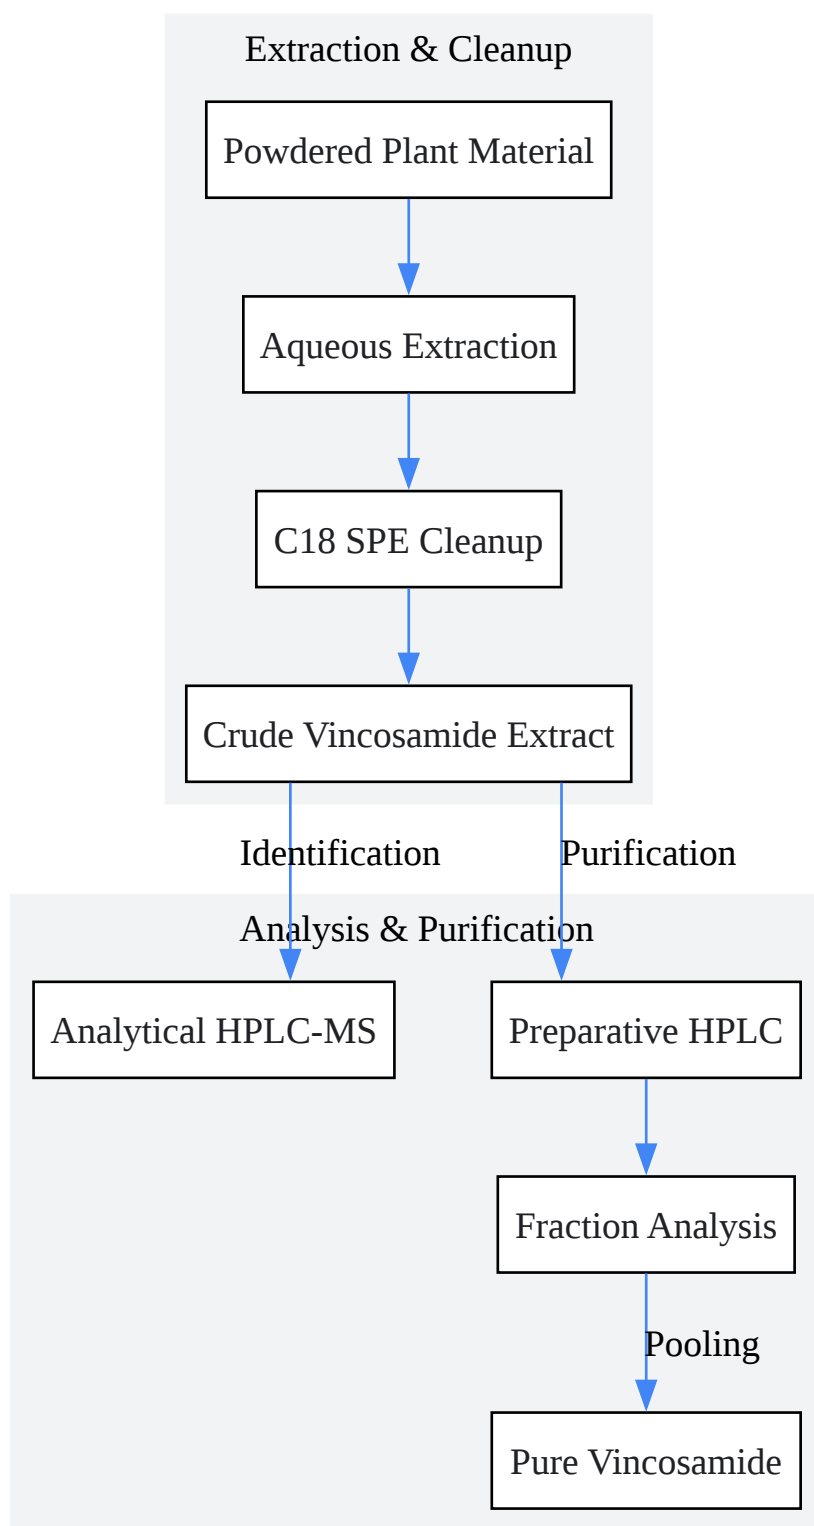 Extraction & Cleanup
Powdered Plant Material
Aqueous Extraction
C18 SPE Cleanup
Crude Vincosamide Extract
Identification
Purification
Analysis & Purification
Analytical HPLC-MS
Preparative HPLC
Fraction Analysis
Pooling
Pure Vincosamide